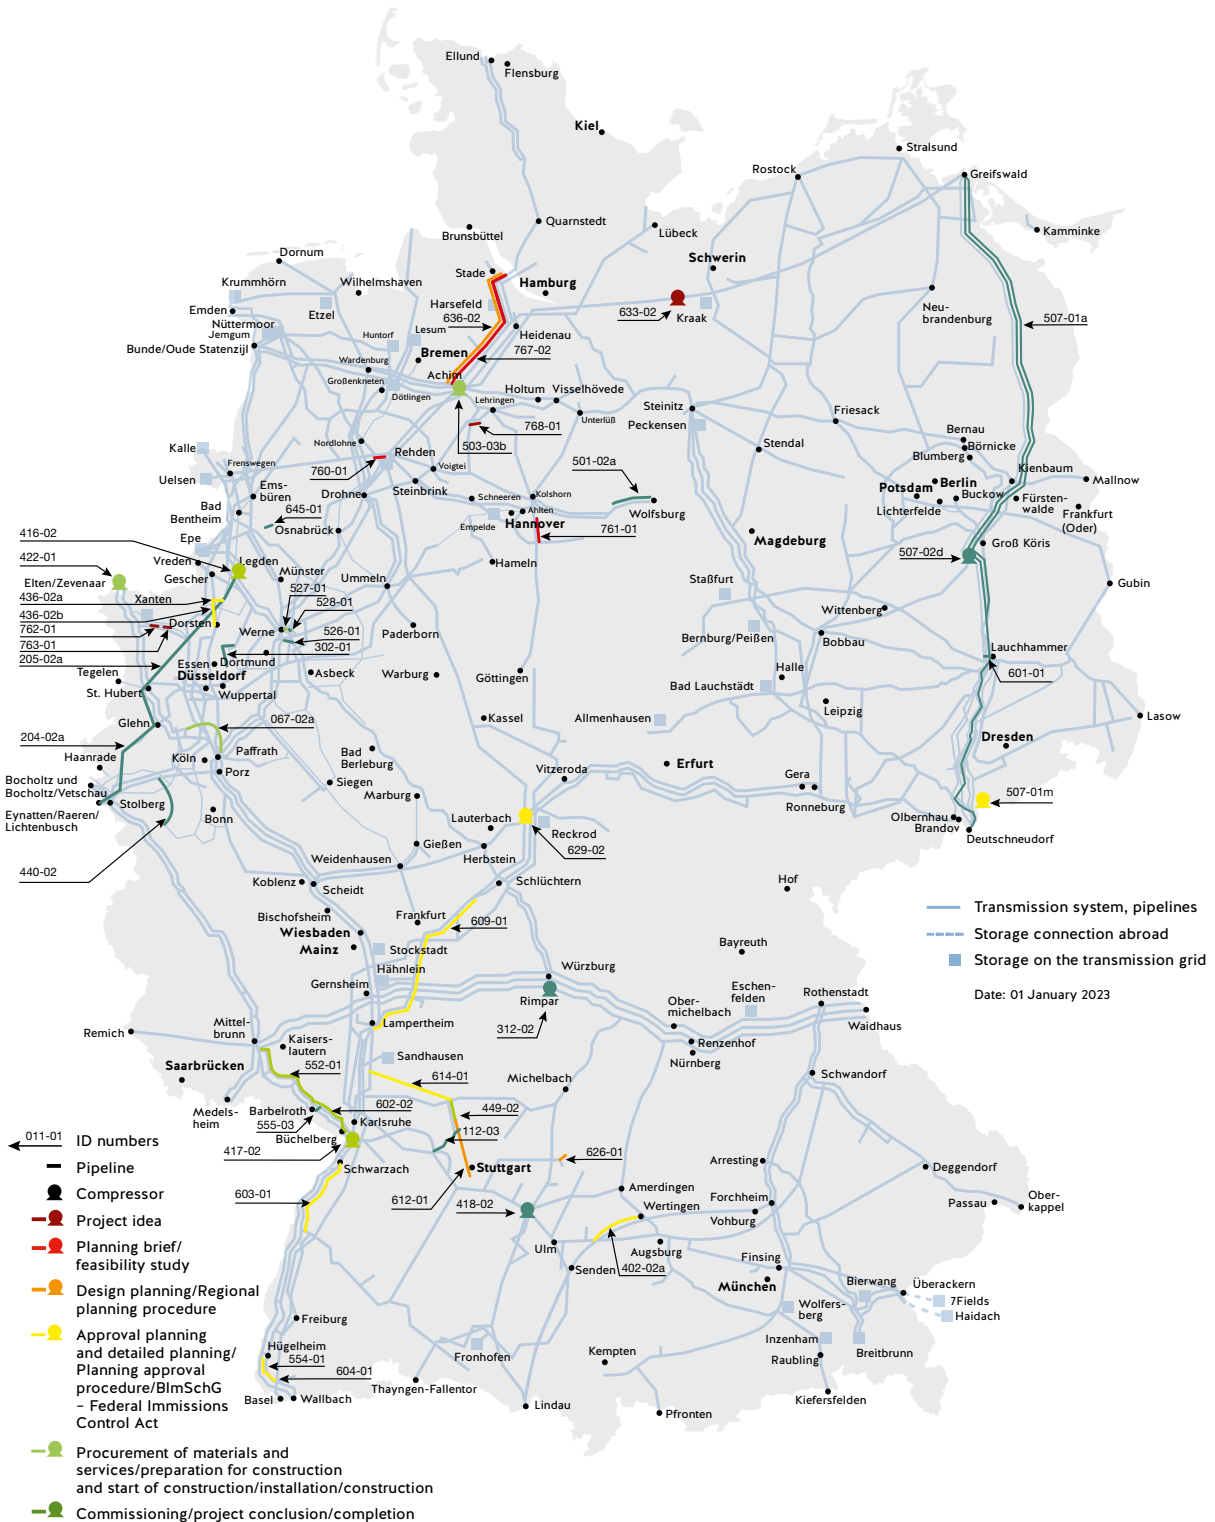 Ellund
Flensburg
Kiel
Stralsund
Rostock
Greifswald
Quarnstedt
Brunsbüttel
Lübeck
Kamminke
Dornum
Schwerin
Stade
Krummhörn
Wilhelmshaven
Hamburg
Emden
Etzel
Harsefeld
636-02
633-02
Kraak
Neu-
brandenburg
507-01a
Nüttermoor
Jemgum
Huntorf
Lesum
Heidenau
Bunde/Oude Statenzijl
Bremen
767-02
Wardenburg
Achim
Großenkneten
Dötlingen
Holtum
Visselhövede
Lehringen
Unterlüß
Steinitz
Peckensen
Friesack
768-01
503-03b
Bernau
Börnicke
Blumberg
Nordlohne
Kalle
Rehden
Stendal
Frenswegen
Voigtei
501-02a
Kienbaum
Uelsen
760-01
Mallnow
Ems-
büren
Drohne
Steinbrink
Schneeren
Kolshorn
Potsdam
Berlin
Buckow
Fürsten-
walde
Lichterfelde
Frankfurt
(Oder)
Bad
Bentheim
645-01
Osnabrück
Empelde
Ahlten
Hannover
Wolfsburg
416-02
Epe
761-01
Magdeburg
Groß Köris
422-01
Vreden
Legden
507-02d
Gescher
Münster
Hameln
Elten/Zevenaar
Ummeln
Staßfurt
Gubin
436-02a
Xanten
527-01
528-01
436-02b
Wittenberg
762-01
Dorsten
Werne
526-01
Paderborn
Bernburg/Peißen
Bobbau
763-01
302-01
205-02a
Essen
Dortmund
Lauchhammer
Tegelen
Düsseldorf
Asbeck
Warburg
Göttingen
Halle
601-01
St. Hubert
Wuppertal
Bad Lauchstädt
Leipzig
Glehn
067-02a
Kassel
Allmenhausen
Lasow
204-02a
Dresden
Haanrade
Köln
Paffrath
Bad
Berleburg
Erfurt
Porz
Vitzeroda
Gera
Bocholtz und
Bocholtz/Vetschau
Siegen
Marburg
Ronneburg
507-01m
Stolberg
Eynatten/Raeren/
Lichtenbusch
Bonn
Lauterbach
Reckrod
Olbernhau
Brandov
Deutschneudorf
Gießen
629-02
440-02
Weidenhausen
Herbstein
Koblenz
Scheidt
Schlüchtern
Hof
Bischofsheim
Frankfurt
609-01
Transmission system, pipelines
Wiesbaden
Storage connection abroad
Mainz
Stockstadt
Bayreuth
Storage on the transmission grid
Hähnlein
Würzburg
Gernsheim
Eschen-
felden
Rothenstadt
Date: 01 January 2023
Rimpar
Ober-
michelbach
Mittel-
brunn
Lampertheim
Waidhaus
Remich
312-02
Kaisers-
lautern
Renzenhof
Sandhausen
Nürnberg
Saarbrücken
552-01
Schwandorf
614-01
Michelbach
Medels-
heim
Barbelroth
602-02
449-02
555-03
Karlsruhe
011-01
ID numbers
Büchelberg
112-03
417-02
626-01
Arresting
Pipeline
Schwarzach
Stuttgart
Deggendorf
Compressor
603-01
612-01
418-02
Amerdingen
Forchheim
Passau
Ober-
kappel
Wertingen
Vohburg
Project idea
Planning brief/
feasibility study
Ulm
Augsburg
Finsing
Senden
402-02a
München
Bierwang
Überackern
Design planning/Regional
planning procedure
7Fields
Wolfers-
berg
Haidach
Freiburg
Approval planning
and detailed planning/
Planning approval
procedure/BImSchG
– Federal Immissions
Control Act
Inzenham
Breitbrunn
Hügelheim
Fronhofen
Kempten
Raubling
554-01
604-01
Thayngen-Fallentor
Basel
Wallbach
Lindau
Pfronten
Kiefersfelden
Procurement of materials and
services/preparation for construction
and start of construction/installation/construction
Commissioning/project conclusion/completion